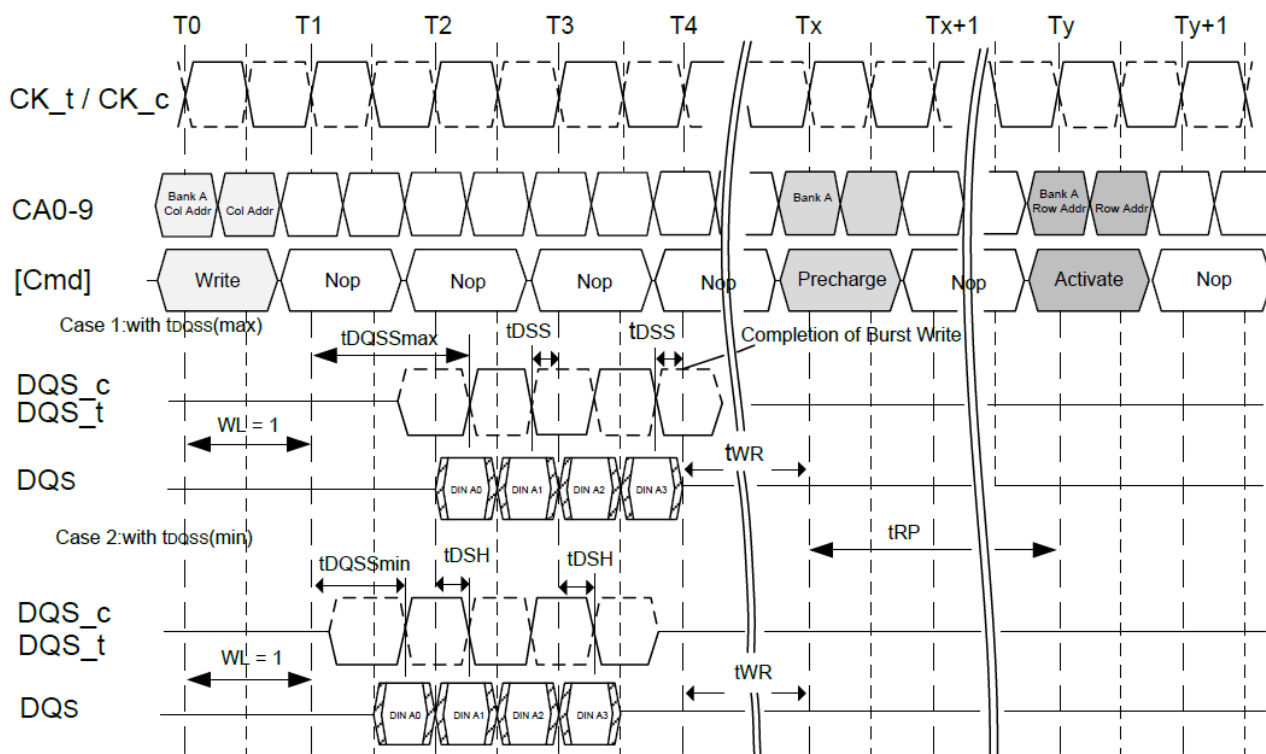 T0 T1 T2 T3 T4 Tx Tx+1 Ty Ty+1
CK_t / CK_c
CA0-9
Bank A
Col Addr
Col Addr
Bank A
Bank A
Row Addr
Row Addr
[Cmd]
Write Nop Nop Nop Nop Precharge Nop Activate Nop
Case 1:with tDQSS(max)
tDQSSmax tDSS tDSS Completion of Burst Write
DQS_c
DQS_t
WL = 1
tWR
DQs
DIN A0 DIN A1 DIN A2 DIN A3
Case 2:with tDQSS(min)
tRP
tDQSSmin tDSH tDSH
DQS_c
DQS_t
WL = 1
tWR
DQs
DIN A0 DIN A1 DIN A2 DIN A3